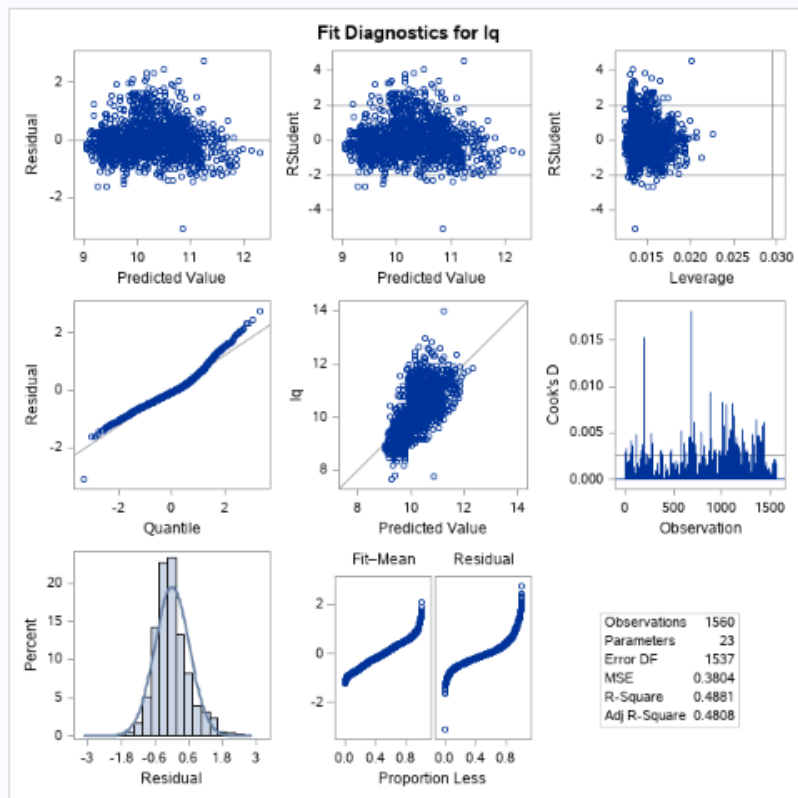 Fit Diagnostics for lq
Residual
2
0
-2
9 10 11 12
Predicted Value
RStudent
4
2
0
-2
-4
9 10 11 12
Predicted Value
RStudent
4
2
0
-2
-4
0.015 0.020 0.025 0.030
Leverage
Residual
2
0
-2
-2 0 2
Quantile
lq
14
12
10
8
8 10 12 14
Predicted Value
Cook's D
0.015
0.010
0.005
0.000
0 500 1000 1500
Observation
Percent
20
15
10
5
0
-3 -1.8 -0.6 0.6 1.8 3
Residual
Fit–Mean Residual
2
0
-2
0.0 0.4 0.8 0.0 0.4 0.8
Proportion Less
Observations 1560
Parameters 23
Error DF 1537
MSE 0.3804
R-Square 0.4881
Adj R-Square 0.4808